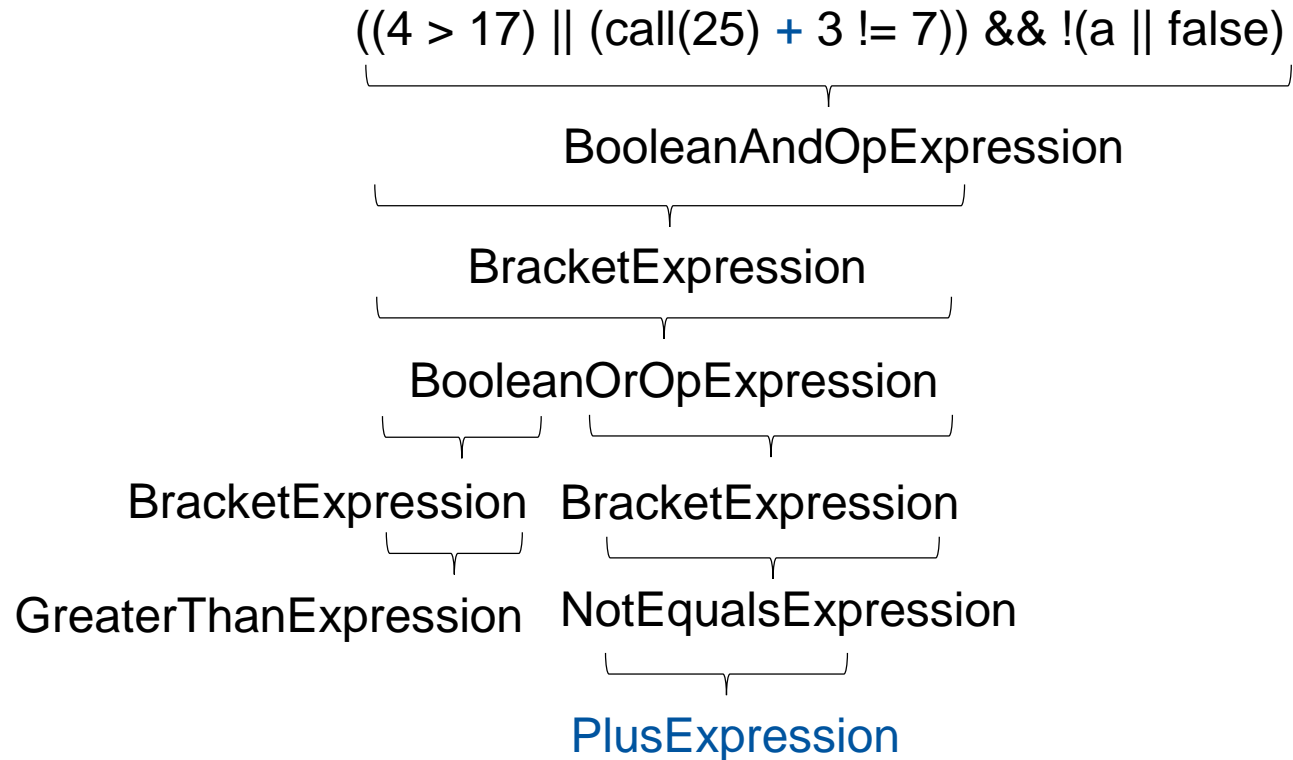 ((4 > 17) || (call(25) + 3 != 7)) && !(a || false)
BooleanAndOpExpression
BracketExpression
BooleanOrOpExpression
BracketExpression BracketExpression
GreaterThanExpression NotEqualsExpression
PlusExpression